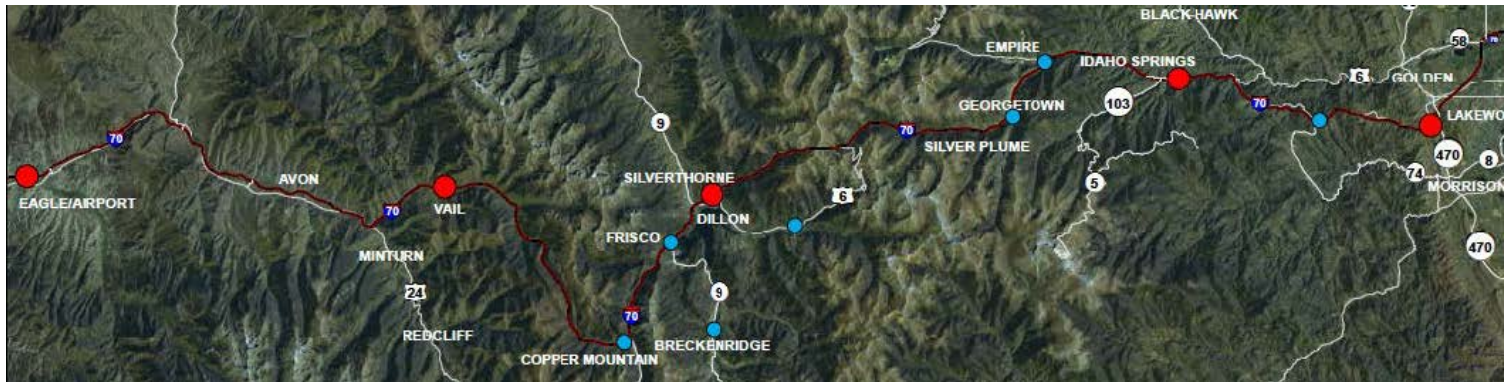 BLACK-HAWK
70
58
EMPIRE
IDAHO SPRINGS
6
GOLDEN
GEORGETOWN
103
70
LAKEWO
9
70
SILVER PLUME
70
470
8
74
MORRISON
AVON
SILVERTHORNE
5
EAGLE/AIRPORT
VAIL
70
6
DILLON
FRISCO
MINTURN
470
24
9
70
REDCLIFF
COPPER MOUNTAIN
BRECKENRIDGE